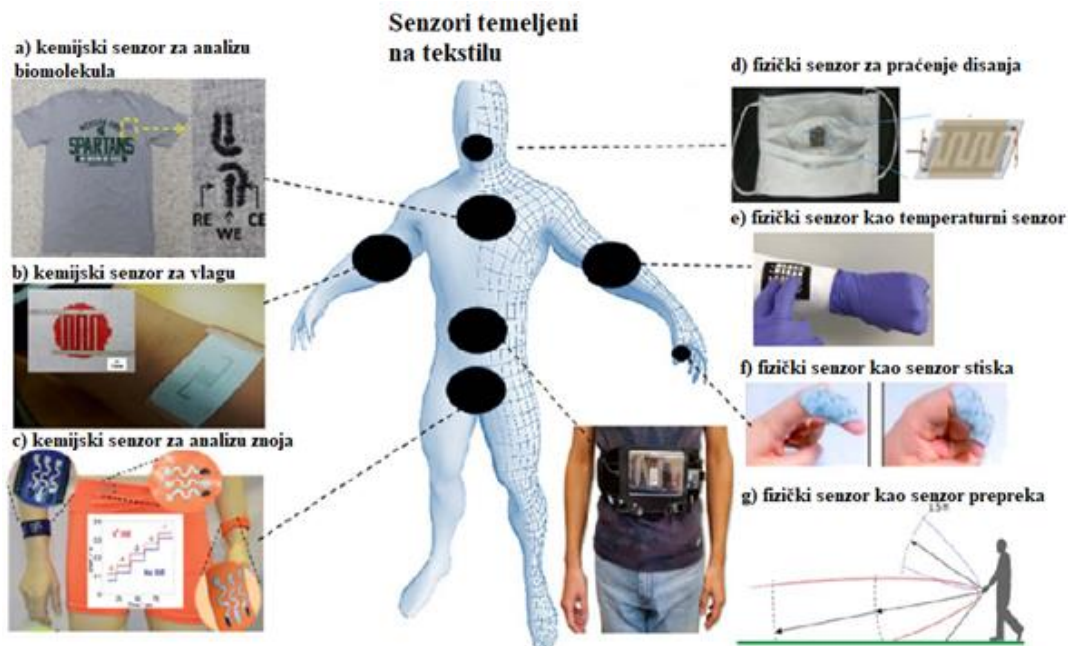 Senzori temeljeni
na tekstilu
a) kemijski senzor za analizu
biomolekula
SPARTANS
RE
WE
CE
b) kemijski senzor za vlagu
c) kemijski senzor za analizu znoja
d) fizički senzor za praćenje disanja
e) fizički senzor kao temperaturni senzor
f) fizički senzor kao senzor stiska
g) fizički senzor kao senzor prepreka